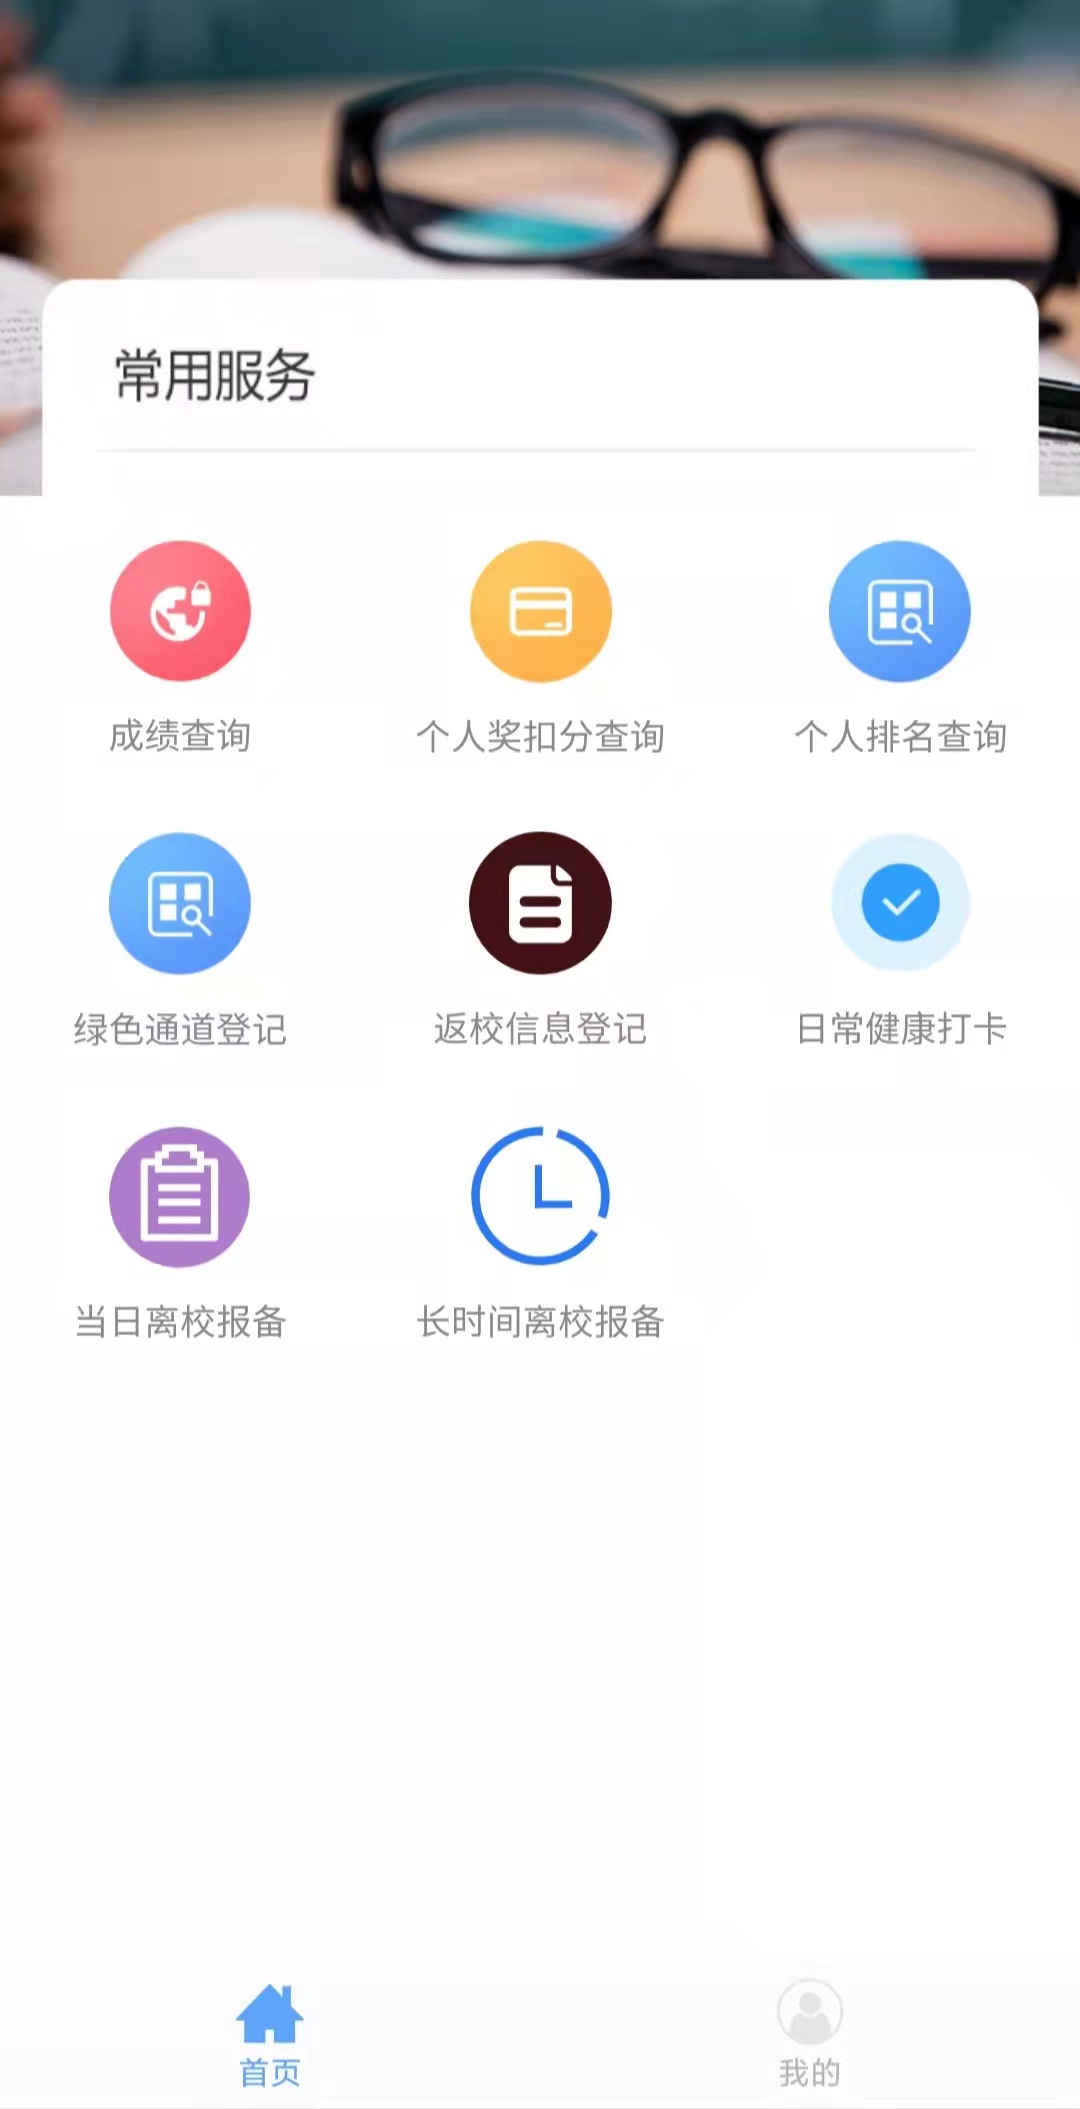 常用服务
成绩查询
个人奖扣分查询
个人排名查询
绿色通道登记
返校信息登记
日常健康打卡
当日离校报备
长时间离校报备
首页
我的